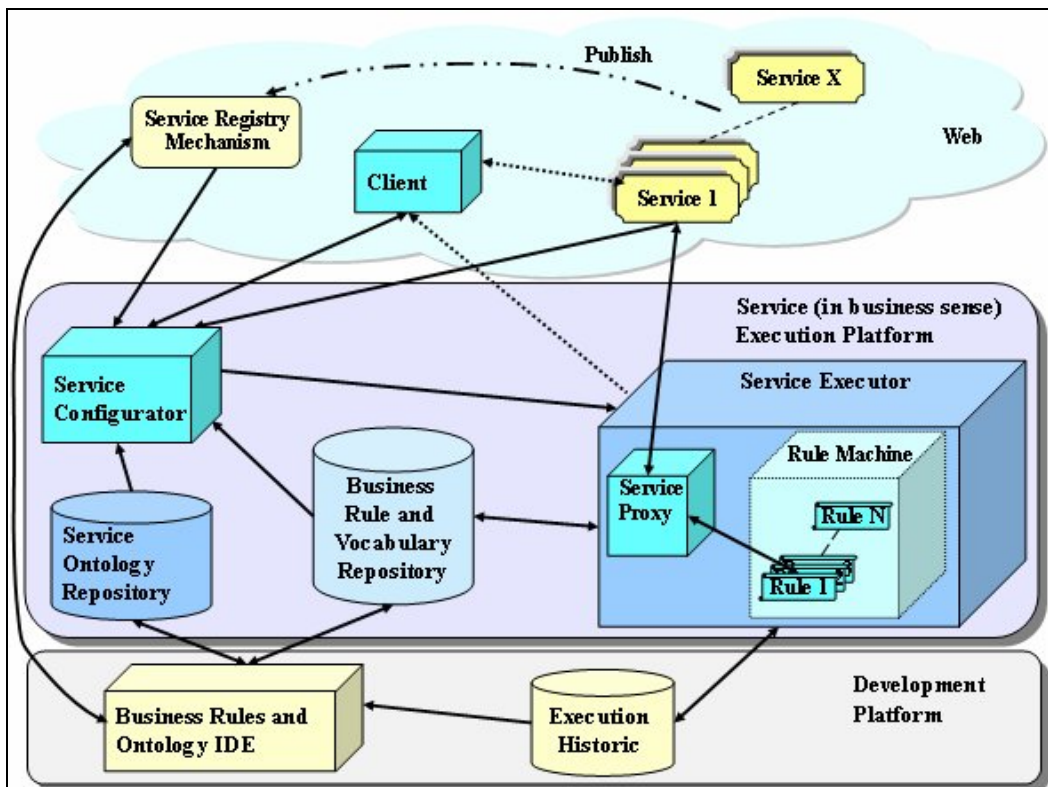 Publish
Service X
Service Registry
Mechanism
Web
Client
Service 1
Service (in business sense)
Execution Platform
Service Executor
Service
Configurator
Rule Machine
Business
Rule and
Vocabulary
Repository
Service
Proxy
Rule N
Service
Ontology
Repository
3
2
Rule 1
Business Rules and
Ontology IDE
Execution
Historic
Development
Platform